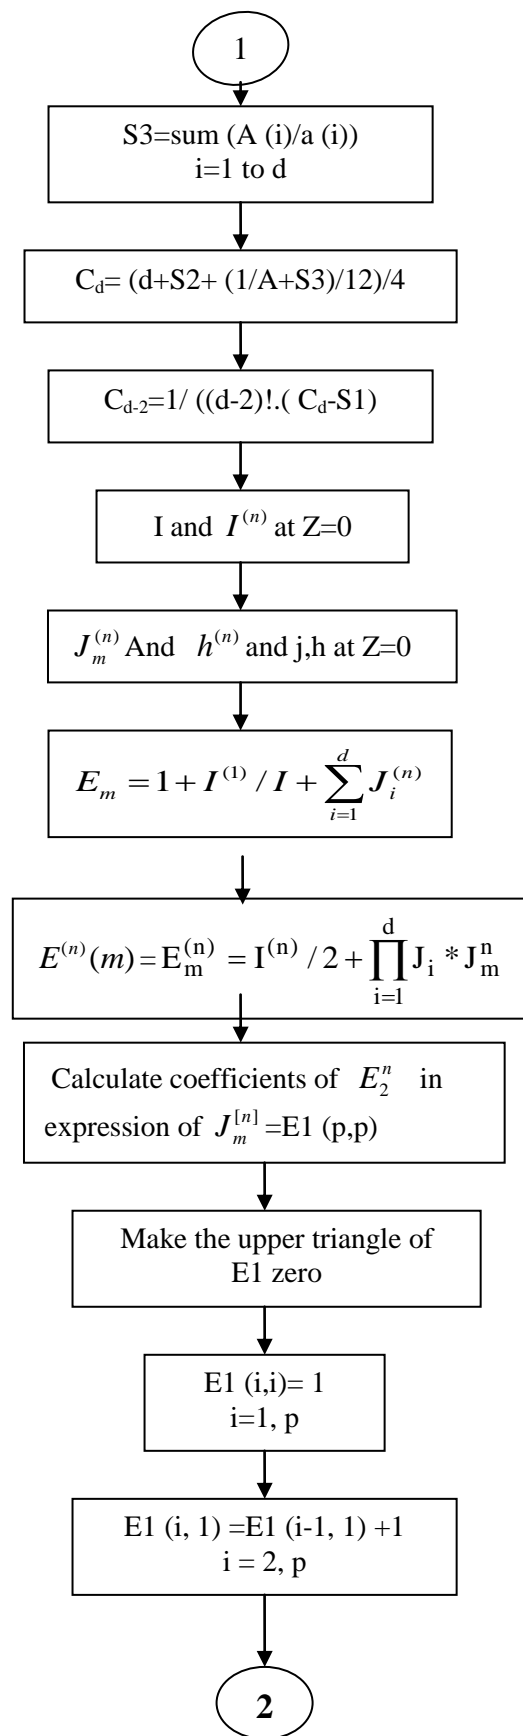 1
S3=sum (A (i)/a (i))
i=1 to d
C_d= (d+S2+ (1/A+S3)/12)/4
C_{d-2}=1/ ((d-2)!.( C_d-S1)
I and I^{(n)} at Z=0
J_m^{(n)} And h^{(n)} and j,h at Z=0
E_m = 1 + I^{(1)} / I + \sum_{i=1}^{d} J_i^{(n)}
E^{(n)}(m) = E_m^{(n)} = I^{(n)} / 2 + \prod_{i=1}^{d} J_i * J_m^n
Calculate coefficients of E_2^n in
expression of J_m^{[n]} =E1 (p,p)
Make the upper triangle of
E1 zero
E1 (i,i)= 1
i=1, p
E1 (i, 1) =E1 (i-1, 1) +1
i = 2, p
2